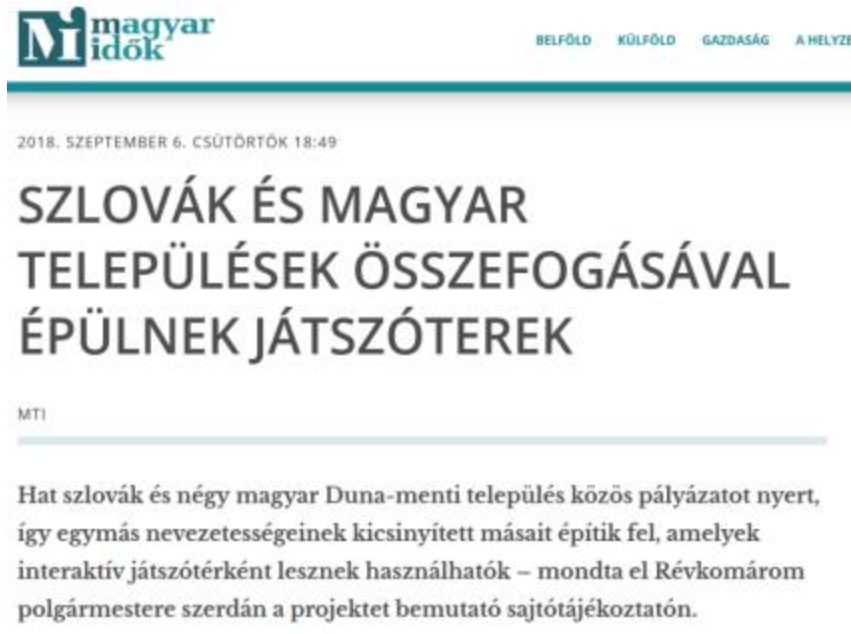 Mi magyar
idők
BELFÖLD KÜLFÖLD GAZDASÁG A HELYZE
2018. SZEPTEMBER 6. CSÜTÖRTÖK 18:49
SZLOVÁK ÉS MAGYAR
TELEPÜLÉSEK ÖSSZEFOGÁSÁVAL
ÉPÜLNEK JÁTSZÓTEREK
MTI
Hat szlovák és négy magyar Duna-menti település közös pályázatot nyert,
így egymás nevezetességeinek kicsinyített másait építik fel, amelyek
interaktív játszótérként lesznek használhatók – mondta el Révkomárom
polgármestere szerdán a projektet bemutató sajtótájékoztatón.